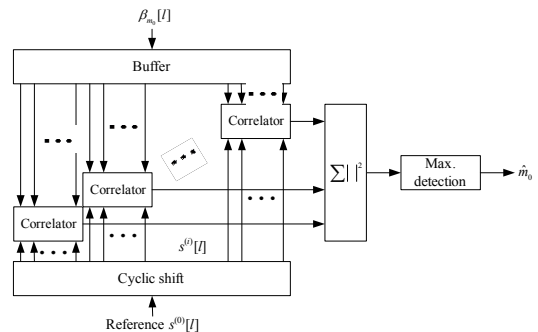 β_{m_0}[l]
Buffer
Correlator
Correlator
Correlator
∑| |²
Max.
detection
m̂_0
s^{(i)}[l]
Cyclic shift
Reference s^{(0)}[l]